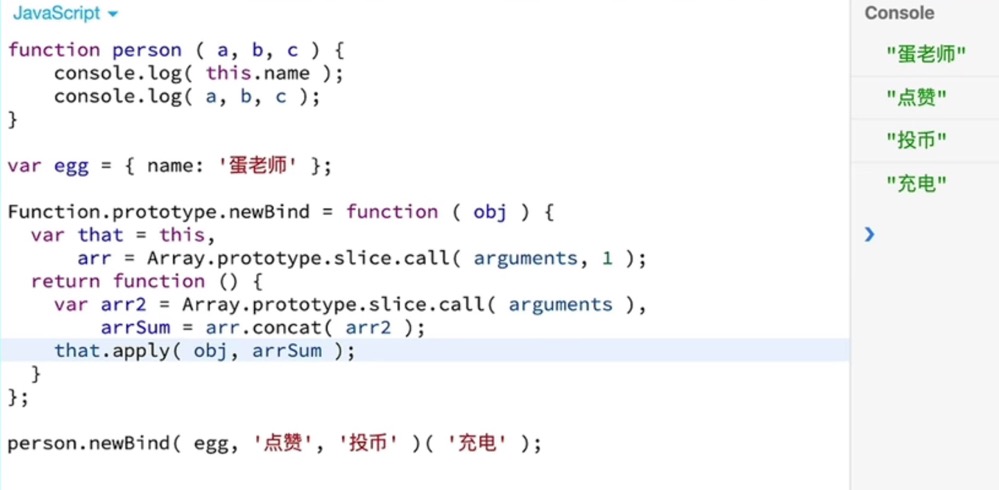 JavaScript
function person ( a, b, c ) {
    console.log( this.name );
    console.log( a, b, c );
}
var egg = { name: '蛋老师' };
Function.prototype.newBind = function ( obj ) {
  var that = this,
      arr = Array.prototype.slice.call( arguments, 1 );
  return function () {
    var arr2 = Array.prototype.slice.call( arguments ),
        arrSum = arr.concat( arr2 );
    that.apply( obj, arrSum );
  }
};
person.newBind( egg, '点赞', '投币' )( '充电' );
Console
"蛋老师"
"点赞"
"投币"
"充电"